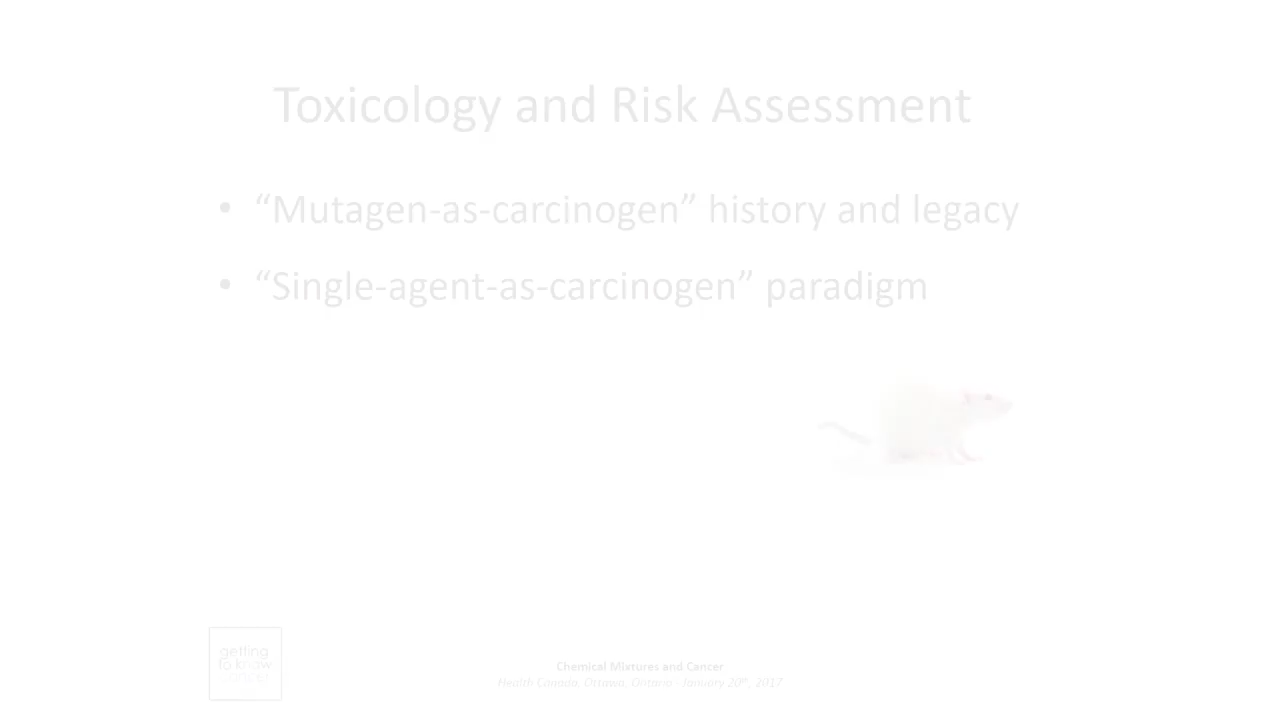 Toxicology and Risk Assessment
• “Mutagen-as-carcinogen” history and legacy
• “Single-agent-as-carcinogen” paradigm
getting
to know
Chemical Mixtures and Cancer
Health Canada, Ottawa, Ontario January 20th, 2017